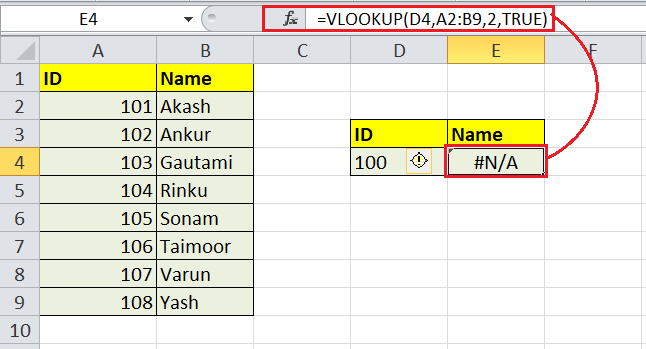 E4 fx =VLOOKUP(D4,A2:B9,2,TRUE)
A B C D E F
1 ID Name
2 101 Akash
3 102 Ankur ID Name
4 103 Gautami 100 #N/A
5 104 Rinku
6 105 Sonam
7 106 Taimoor
8 107 Varun
9 108 Yash
10